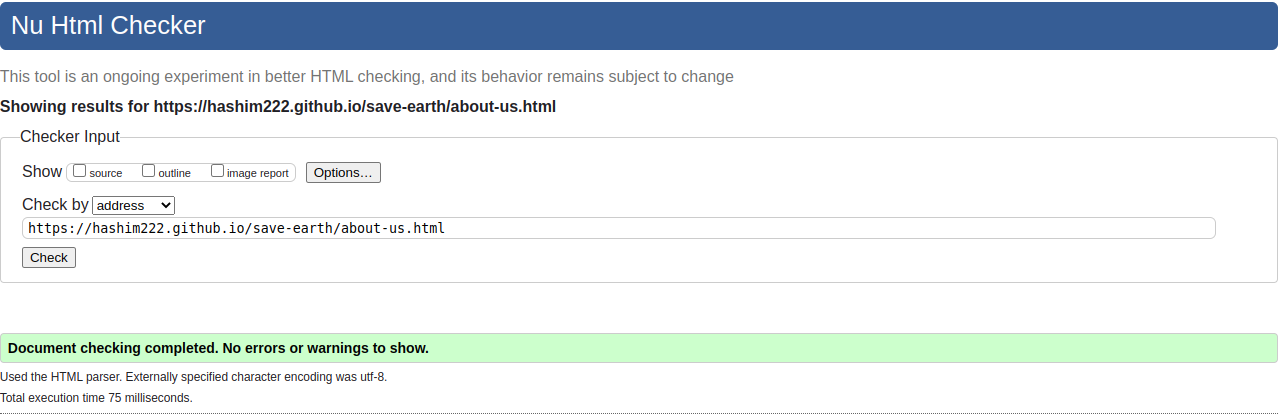 Nu Html Checker
This tool is an ongoing experiment in better HTML checking, and its behavior remains subject to change
Showing results for https://hashim222.github.io/save-earth/about-us.html
Checker Input
Show source outline image report Options...
Check by address
https://hashim222.github.io/save-earth/about-us.html
Check
Document checking completed. No errors or warnings to show.
Used the HTML parser. Externally specified character encoding was utf-8.
Total execution time 75 milliseconds.